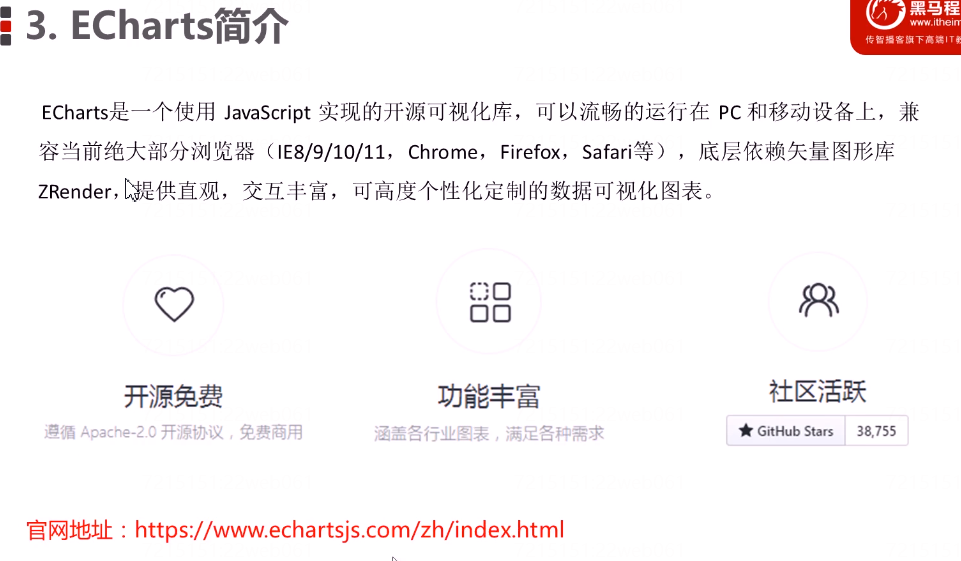 3. ECharts简介
黑马程
www.itheim
传智播客旗下高端IT教
ECharts是一个使用 JavaScript 实现的开源可视化库，可以流畅的运行在 PC 和移动设备上，兼
容当前绝大部分浏览器（IE8/9/10/11，Chrome，Firefox，Safari等），底层依赖矢量图形库
ZRender，提供直观，交互丰富，可高度个性化定制的数据可视化图表。
开源免费
功能丰富
社区活跃
遵循 Apache-2.0 开源协议，免费商用
涵盖各行业图表，满足各种需求
GitHub Stars 38,755
官网地址：https://www.echartsjs.com/zh/index.html